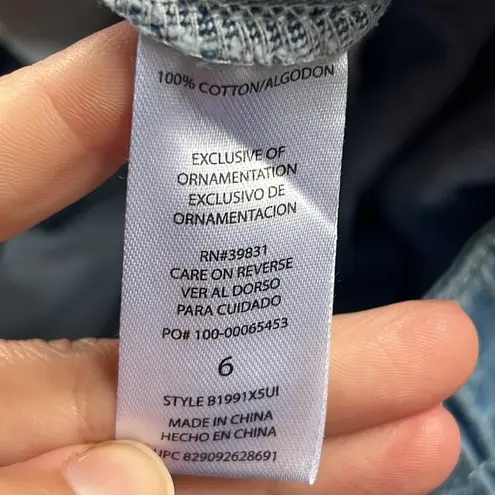 100% COTTON/ALGODON
EXCLUSIVE OF
ORNAMENTATION
EXCLUSIVO DE
ORNAMENTACION
RN#39831
CARE ON REVERSE
VER AL DORSO
PARA CUIDADO
PO# 100-00065453
6
STYLE B1991X5UI
MADE IN CHINA
HECHO EN CHINA
UPC 829092628691